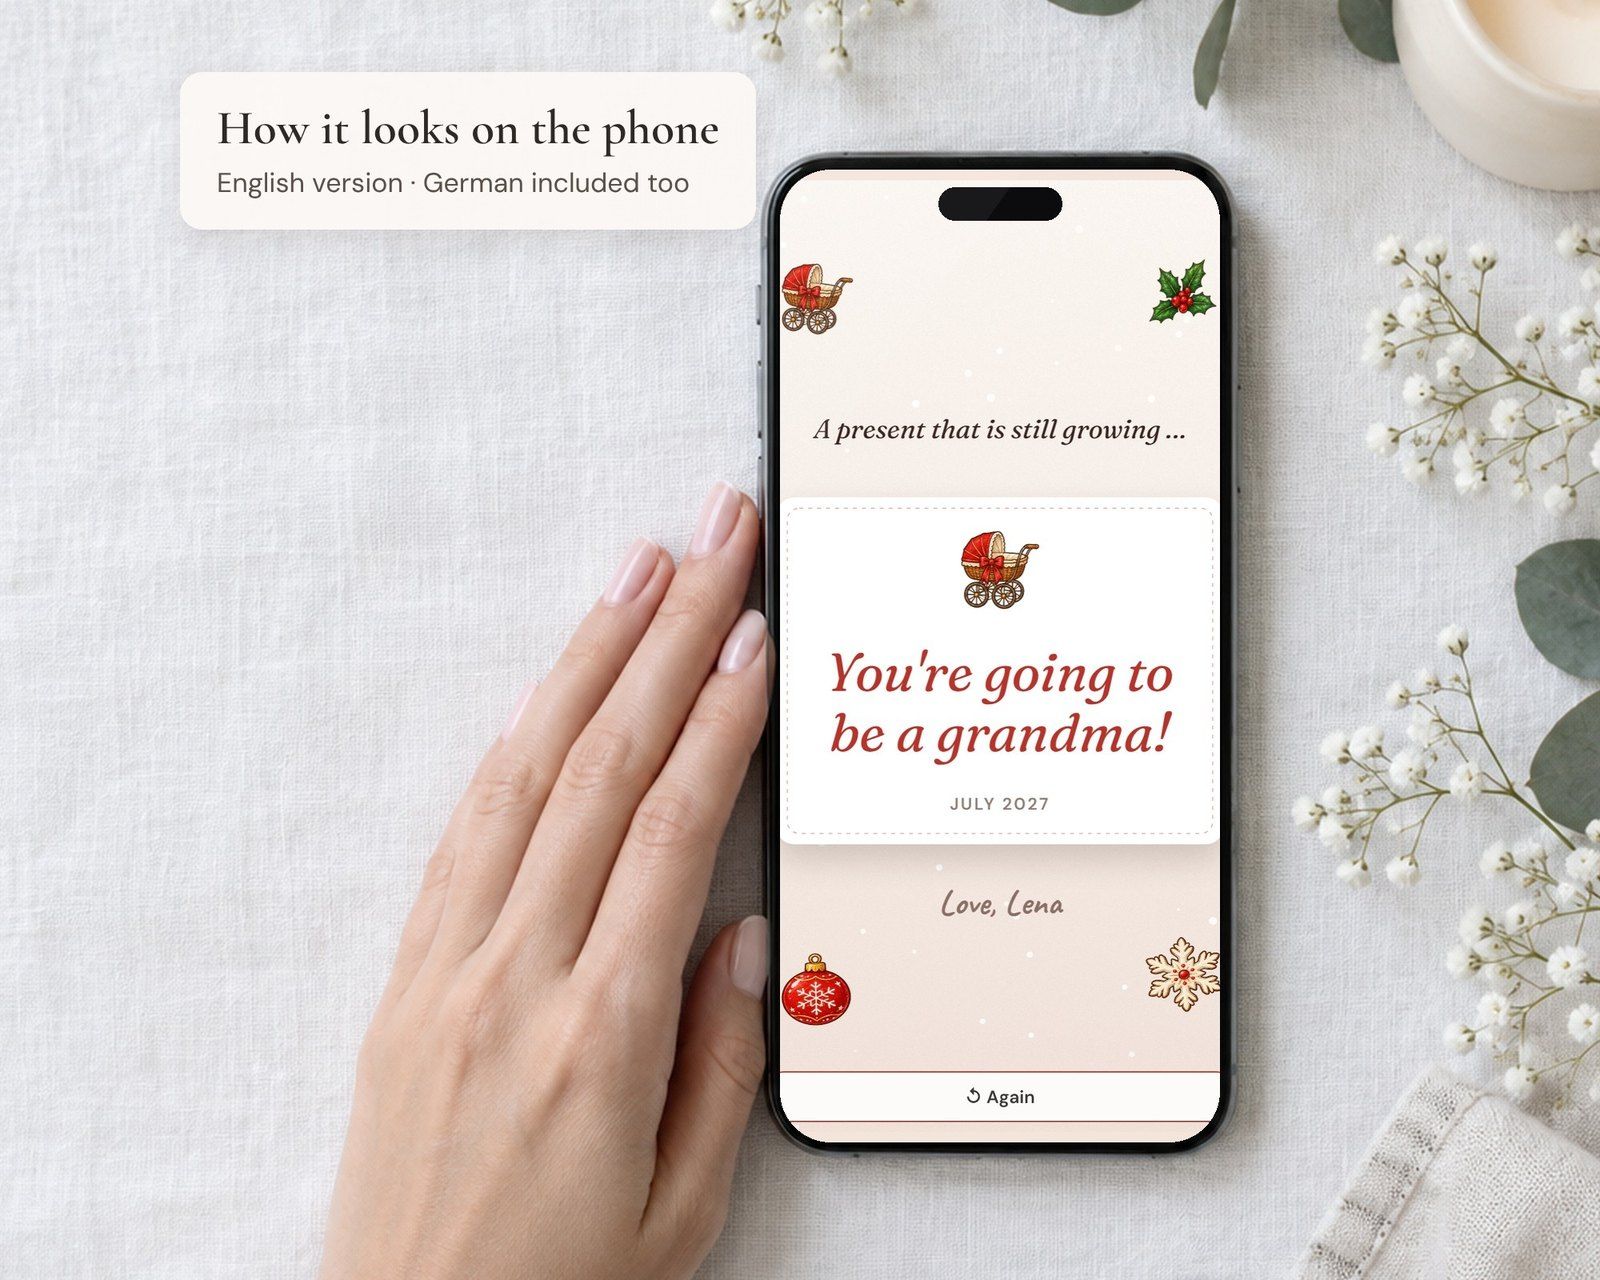 How it looks on the phone
English version · German included too
A present that is still growing ...
You're going to
be a grandma!
JULY 2027
Love, Lena
Again